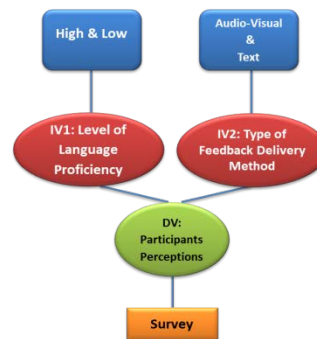 High & Low
Audio-Visual
&
Text
IV1: Level of
Language
Proficiency
IV2: Type of
Feedback Delivery
Method
DV:
Participants
Perceptions
Survey